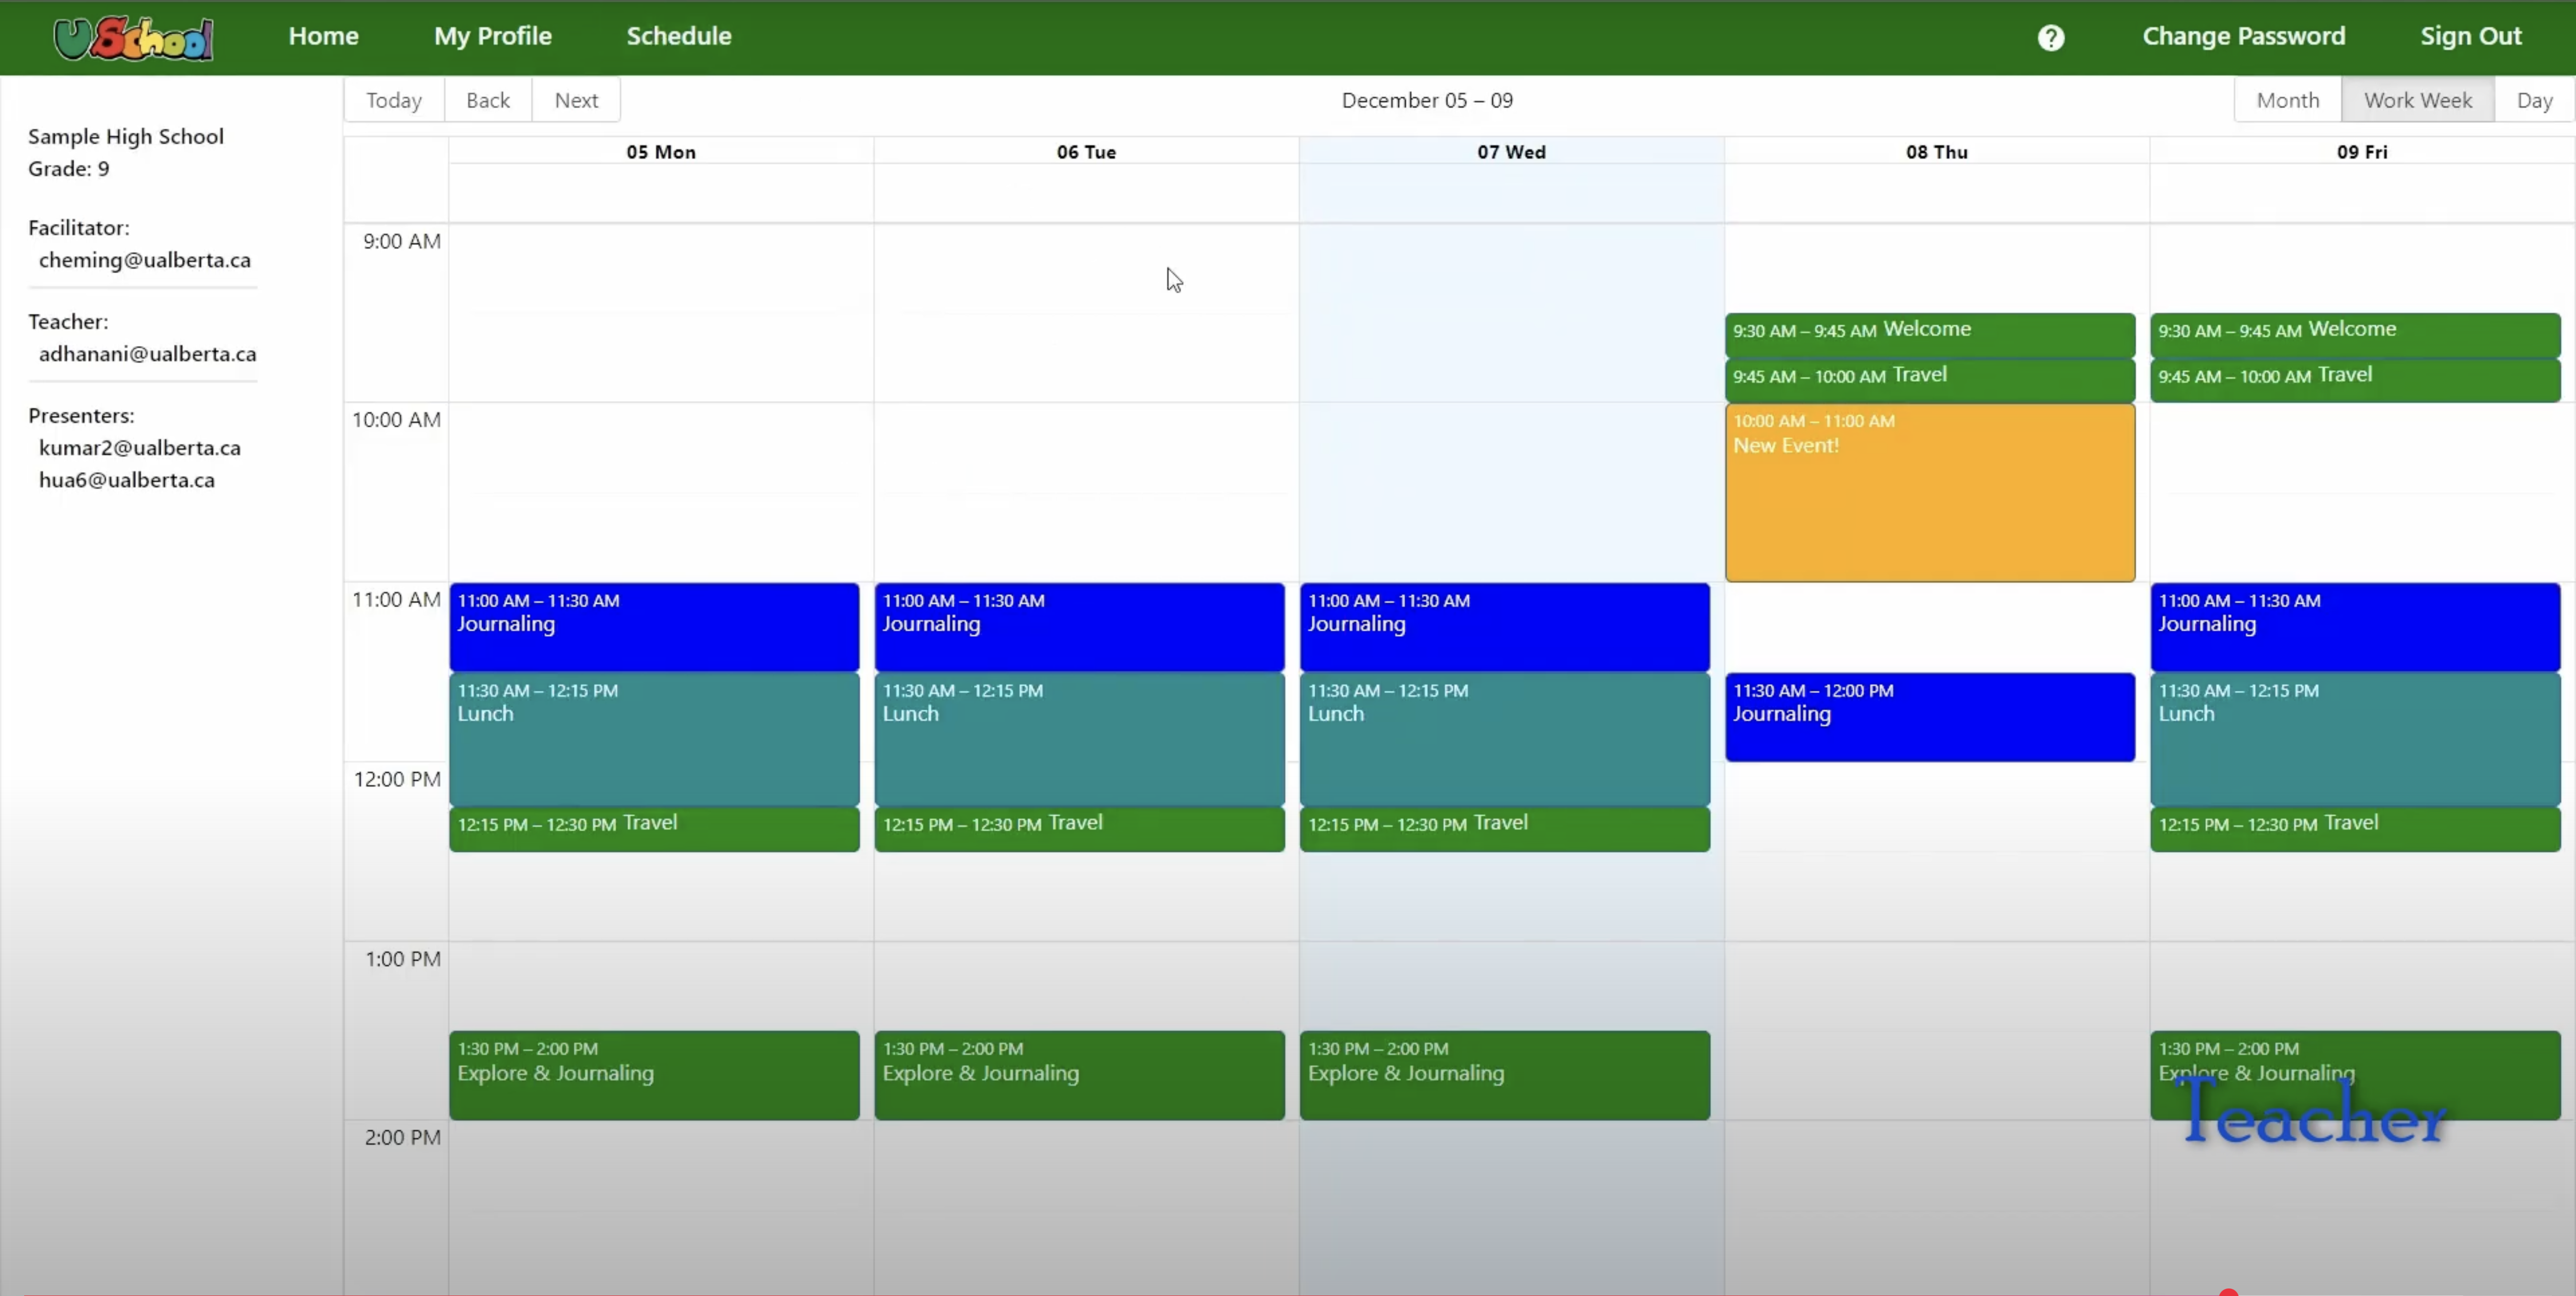 USchool
Home
My Profile
Schedule
?
Change Password
Sign Out
Today
Back
Next
December 05 – 09
Month
Work Week
Day
Sample High School
Grade: 9
Facilitator:
cheming@ualberta.ca
Teacher:
adhanani@ualberta.ca
Presenters:
kumar2@ualberta.ca
hua6@ualberta.ca
05 Mon
06 Tue
07 Wed
08 Thu
09 Fri
9:00 AM
9:30 AM – 9:45 AM Welcome
9:30 AM – 9:45 AM Welcome
9:45 AM – 10:00 AM Travel
9:45 AM – 10:00 AM Travel
10:00 AM
10:00 AM – 11:00 AM
New Event!
11:00 AM
11:00 AM – 11:30 AM
Journaling
11:00 AM – 11:30 AM
Journaling
11:00 AM – 11:30 AM
Journaling
11:00 AM – 11:30 AM
Journaling
11:30 AM – 12:15 PM
Lunch
11:30 AM – 12:15 PM
Lunch
11:30 AM – 12:15 PM
Lunch
11:30 AM – 12:00 PM
Journaling
11:30 AM – 12:15 PM
Lunch
12:00 PM
12:15 PM – 12:30 PM Travel
12:15 PM – 12:30 PM Travel
12:15 PM – 12:30 PM Travel
12:15 PM – 12:30 PM Travel
1:00 PM
1:30 PM – 2:00 PM
Explore & Journaling
1:30 PM – 2:00 PM
Explore & Journaling
1:30 PM – 2:00 PM
Explore & Journaling
1:30 PM – 2:00 PM
Explore & Journaling
Teacher
2:00 PM